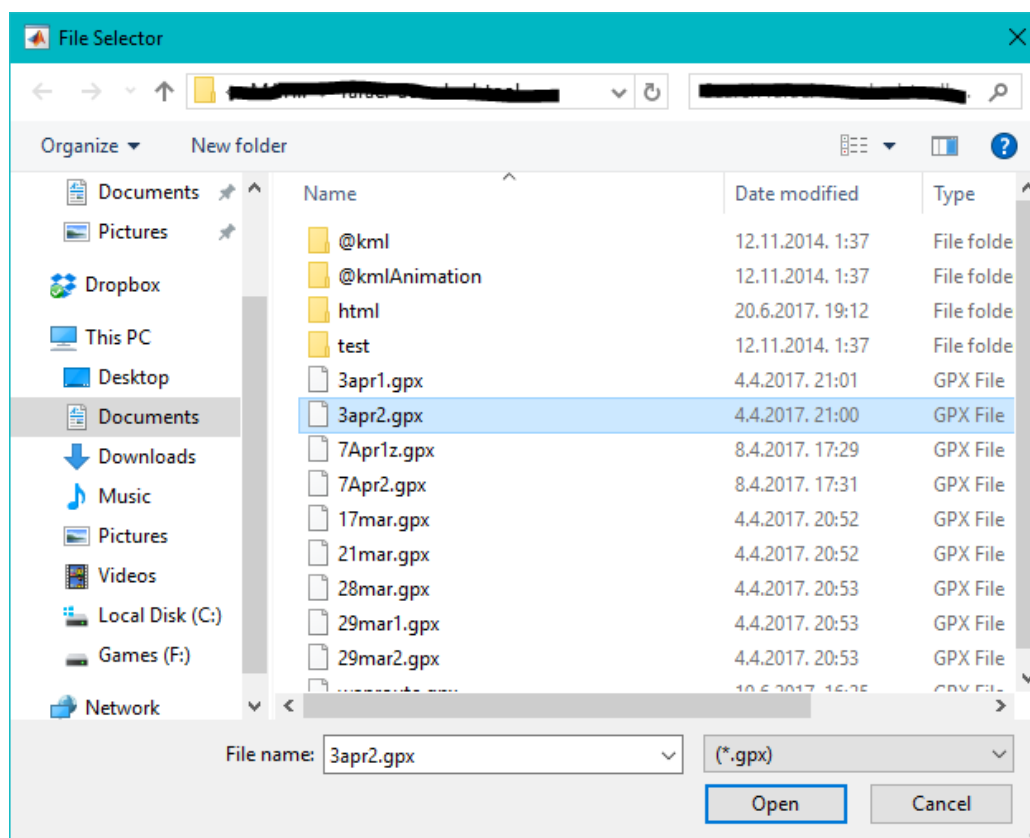 File Selector
Organize New folder ?
Name Date modified Type
Documents
Pictures
Dropbox
This PC
Desktop
Documents
Downloads
Music
Pictures
Videos
Local Disk (C:)
Games (F:)
Network
@kml 12.11.2014. 1:37 File folde
@kmlAnimation 12.11.2014. 1:37 File folde
html 20.6.2017. 19:12 File folde
test 12.11.2014. 1:37 File folde
3apr1.gpx 4.4.2017. 21:01 GPX File
3apr2.gpx 4.4.2017. 21:00 GPX File
7Apr1z.gpx 8.4.2017. 17:29 GPX File
7Apr2.gpx 8.4.2017. 17:31 GPX File
17mar.gpx 4.4.2017. 20:52 GPX File
21mar.gpx 4.4.2017. 20:52 GPX File
28mar.gpx 4.4.2017. 20:53 GPX File
29mar1.gpx 4.4.2017. 20:53 GPX File
29mar2.gpx 4.4.2017. 20:53 GPX File
File name: 3apr2.gpx (*.gpx)
Open Cancel